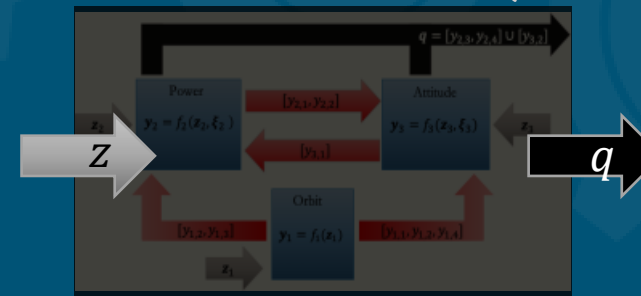 q = [y₂,₃, y₂,₄] ∪ [y₃,₂]
Power
y₂ = f₂(z₂, ξ₂)
[y₂,₁, y₂,₂]
Attitude
y₃ = f₃(z₃, ξ₃)
z₂
z₃
z
[y₃,₁]
q
Orbit
y₁ = f₁(z₁)
[y₁,₂, y₁,₃]
[y₁,₁, y₁,₂, y₁,₄]
z₁